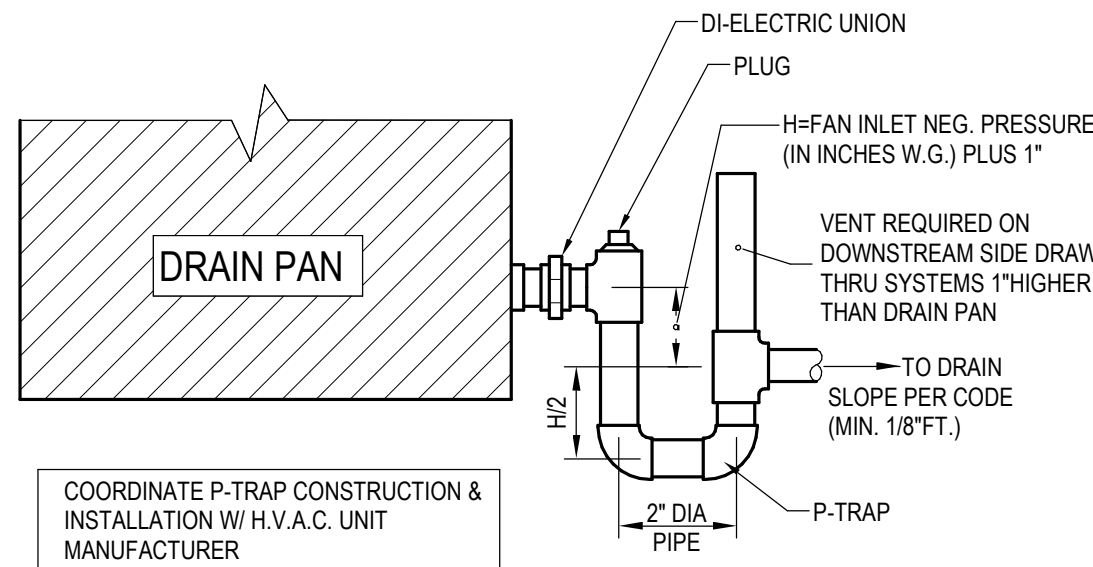 DI-ELECTRIC UNION
PLUG
H=FAN INLET NEG. PRESSURE
(IN INCHES W.G.) PLUS 1"
VENT REQUIRED ON
DOWNSTREAM SIDE DRAW
THRU SYSTEMS 1"HIGHER
THAN DRAIN PAN
DRAIN PAN
TO DRAIN
SLOPE PER CODE
(MIN. 1/8"FT.)
H/2
P-TRAP
2" DIA
PIPE
COORDINATE P-TRAP CONSTRUCTION &
INSTALLATION W/ H.V.A.C. UNIT
MANUFACTURER